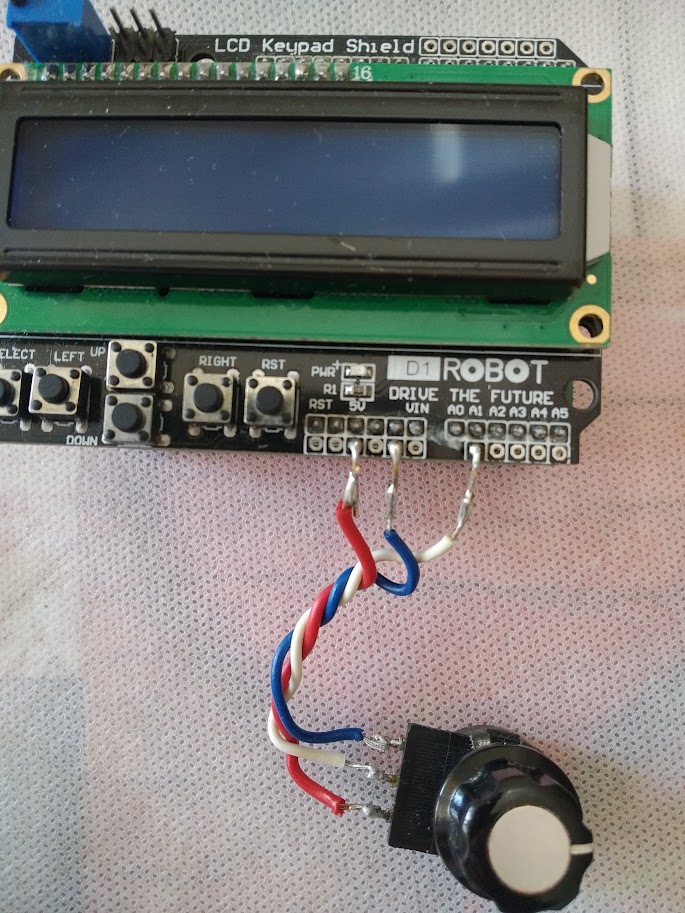 LCD Keypad Shield
16
ELECT LEFT UP RIGHT RST
DOWN
PWR +
R1
D1 ROBOT
DRIVE THE FUTURE
RST 5V VIN A0 A1 A2 A3 A4 A5